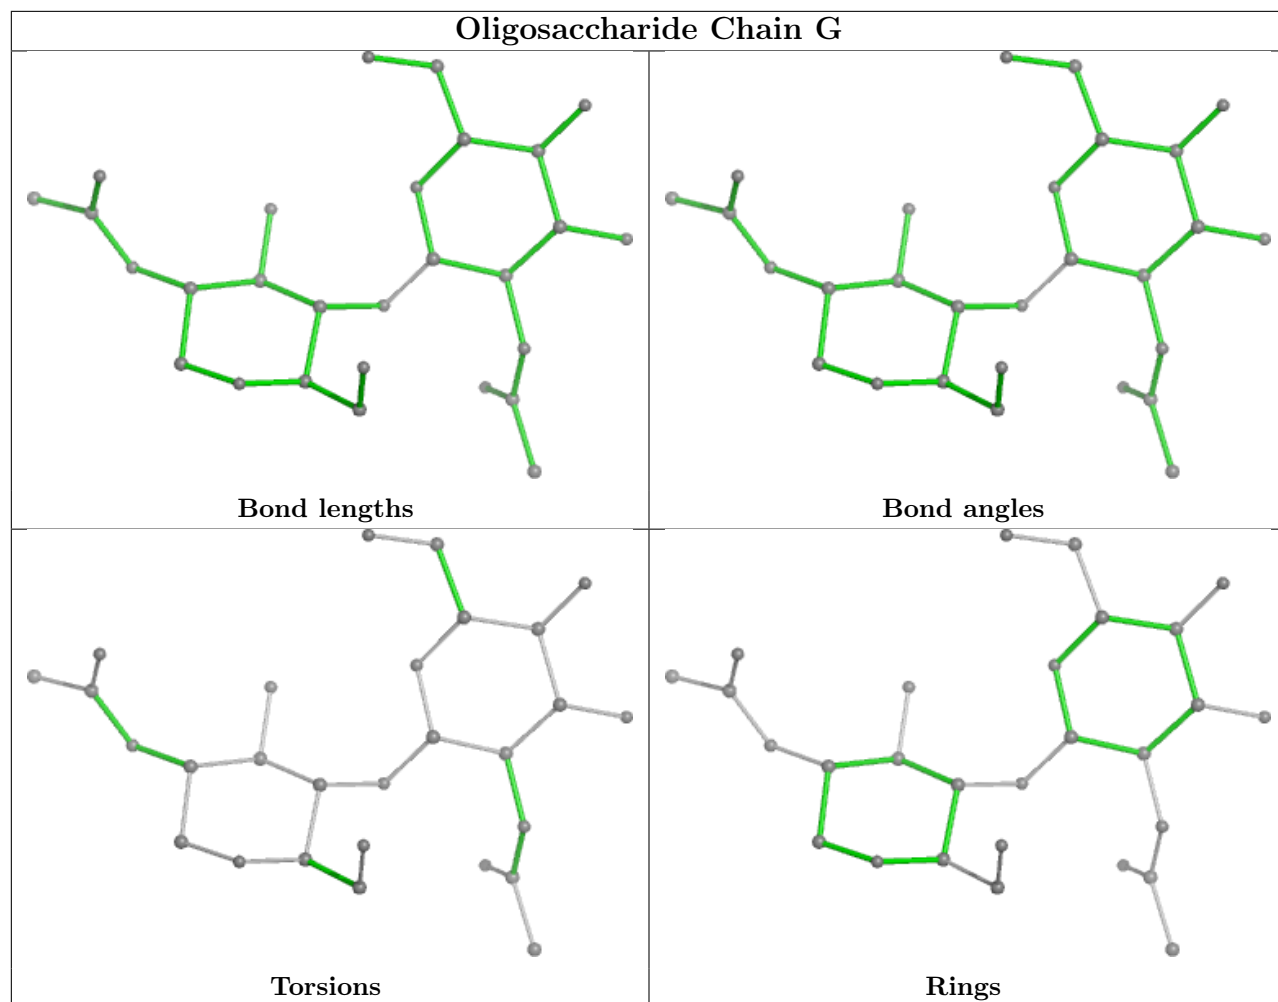 Oligosaccharide Chain G
Bond lengths
Bond angles
Torsions
Rings